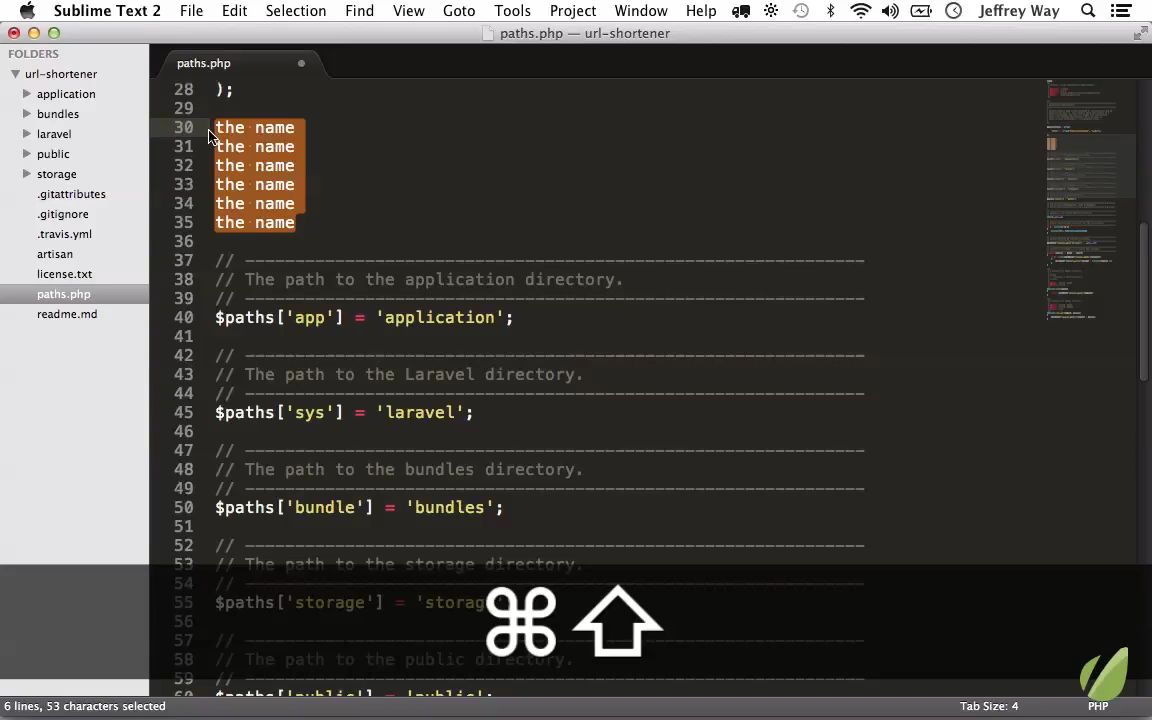 Sublime Text 2 File Edit Selection Find View Goto Tools Project Window Help Jeffrey Way
paths.php — url-shortener
FOLDERS
url-shortener
application
bundles
laravel
public
storage
.gitattributes
.gitignore
.travis.yml
artisan
license.txt
paths.php
readme.md
paths.php
28 );
29
30 the name
31 the name
32 the name
33 the name
34 the name
35 the name
36
37 // --------------------------------------------------------------
38 // The path to the application directory.
39 // --------------------------------------------------------------
40 $paths['app'] = 'application';
41
42 // --------------------------------------------------------------
43 // The path to the Laravel directory.
44 // --------------------------------------------------------------
45 $paths['sys'] = 'laravel';
46
47 // --------------------------------------------------------------
48 // The path to the bundles directory.
49 // --------------------------------------------------------------
50 $paths['bundle'] = 'bundles';
51
52 // --------------------------------------------------------------
53 // The path to the storage directory.
54 // --------------------------------------------------------------
55 $paths['storage'] = 'storag
56
57 // --------------------------------------------------------------
58 // The path to the public directory.
59 // --------------------------------------------------------------
60 $paths['public'] = 'public';
⌘⇧
6 lines, 53 characters selected Tab Size: 4 PHP